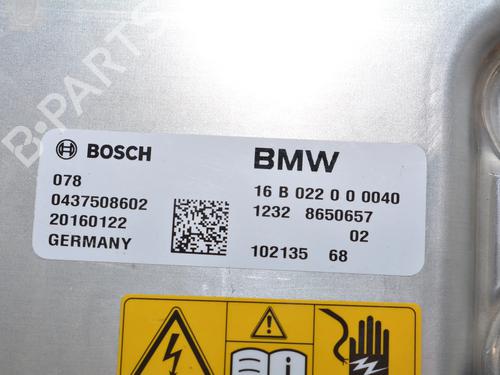 B-PARTS
BOSCH
BMW
078
16 B 022 0 0 0040
0437508602
1232 8650657
20160122
02
GERMANY
102135 68